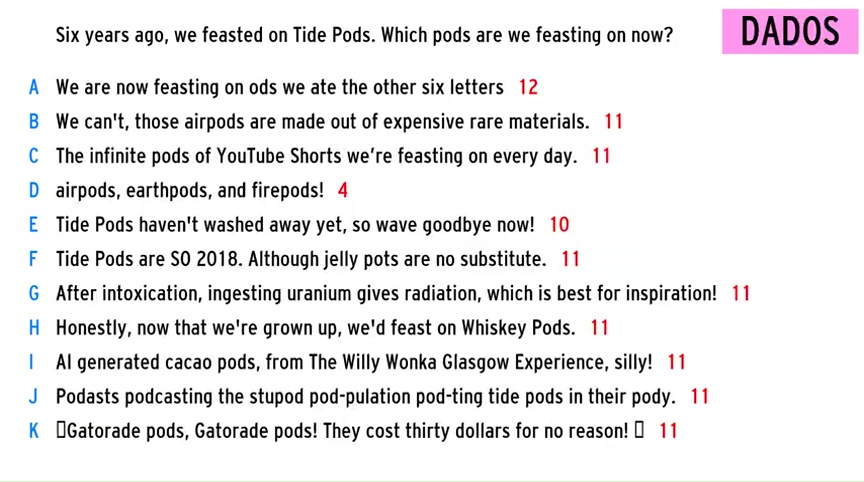 Six years ago, we feasted on Tide Pods. Which pods are we feasting on now?
DADOS
A We are now feasting on ods we ate the other six letters 12
B We can't, those airpods are made out of expensive rare materials. 11
C The infinite pods of YouTube Shorts we're feasting on every day. 11
D airpods, earthpods, and firepods! 4
E Tide Pods haven't washed away yet, so wave goodbye now! 10
F Tide Pods are SO 2018. Although jelly pots are no substitute. 11
G After intoxication, ingesting uranium gives radiation, which is best for inspiration! 11
H Honestly, now that we're grown up, we'd feast on Whiskey Pods. 11
I AI generated cacao pods, from The Willy Wonka Glasgow Experience, silly! 11
J Podasts podcasting the stupod pod-pulation pod-ting tide pods in their pody. 11
K ▯Gatorade pods, Gatorade pods! They cost thirty dollars for no reason! ▯ 11